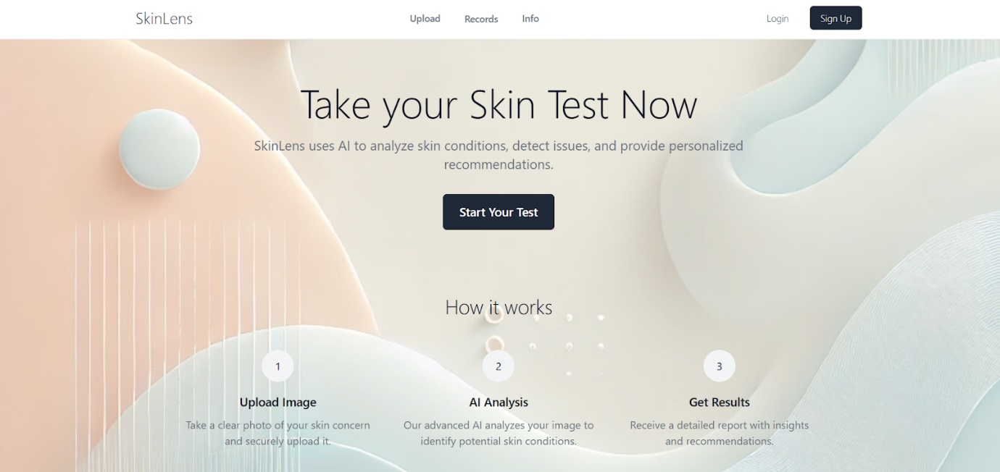 SkinLens
Upload Records Info
Login Sign Up
Take your Skin Test Now
SkinLens uses AI to analyze skin conditions, detect issues, and provide personalized
recommendations.
Start Your Test
How it works
1
Upload Image
Take a clear photo of your skin concern
and securely upload it.
2
AI Analysis
Our advanced AI analyzes your image to
identify potential skin conditions.
3
Get Results
Receive a detailed report with insights
and recommendations.